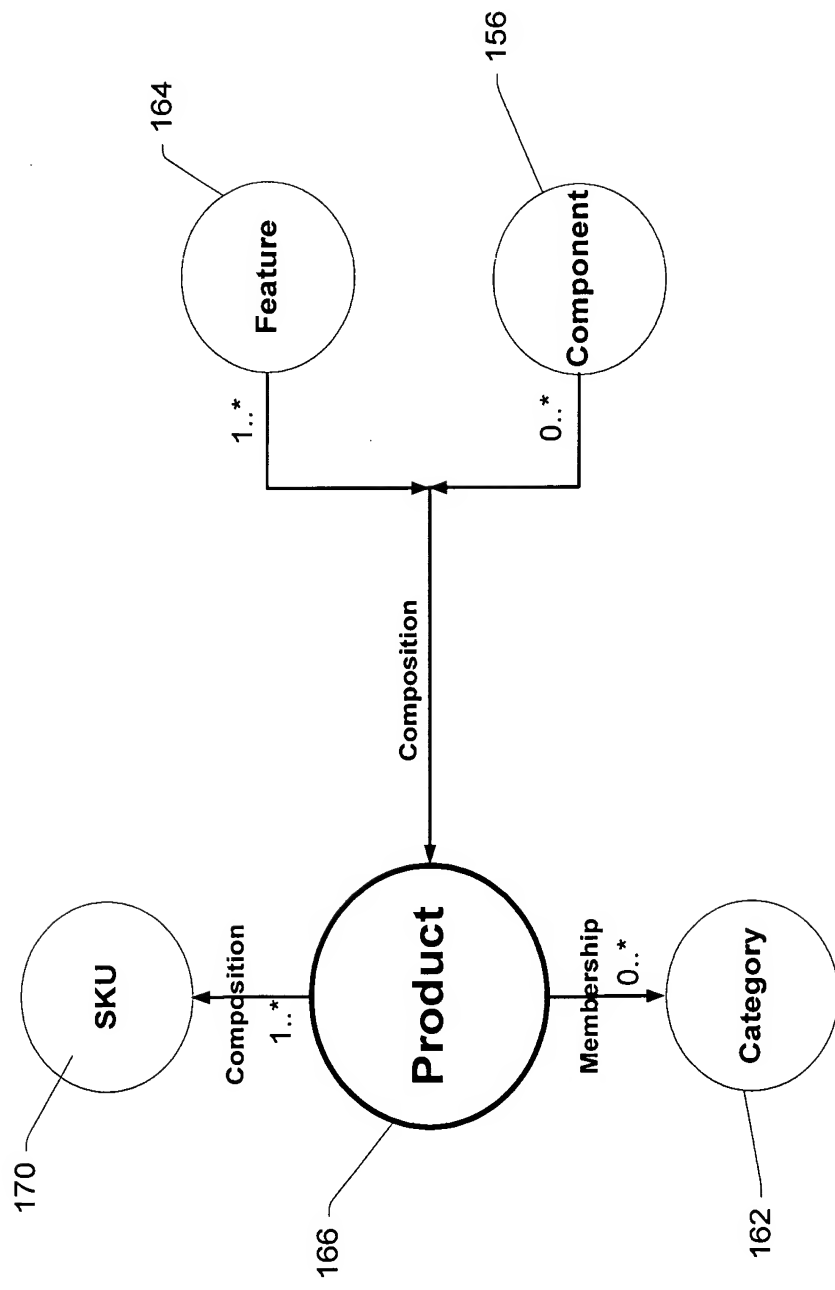 170
SKU
Composition
1..*
166
Product
Membership
0..*
162
Category
Composition
164
Feature
1..*
156
Component
0..*